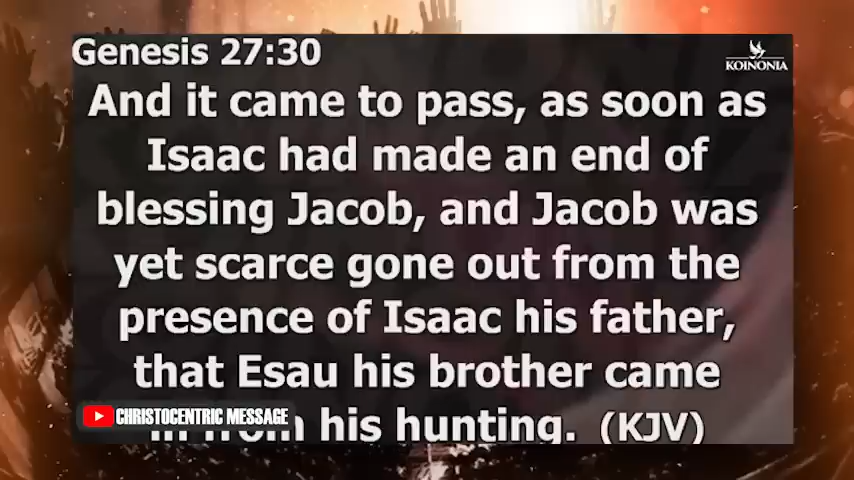 Genesis 27:30
KOINONIA
And it came to pass, as soon as
Isaac had made an end of
blessing Jacob, and Jacob was
yet scarce gone out from the
presence of Isaac his father,
that Esau his brother came
his hunting. (KJV)
CHRISTOCENTRIC MESSAGE